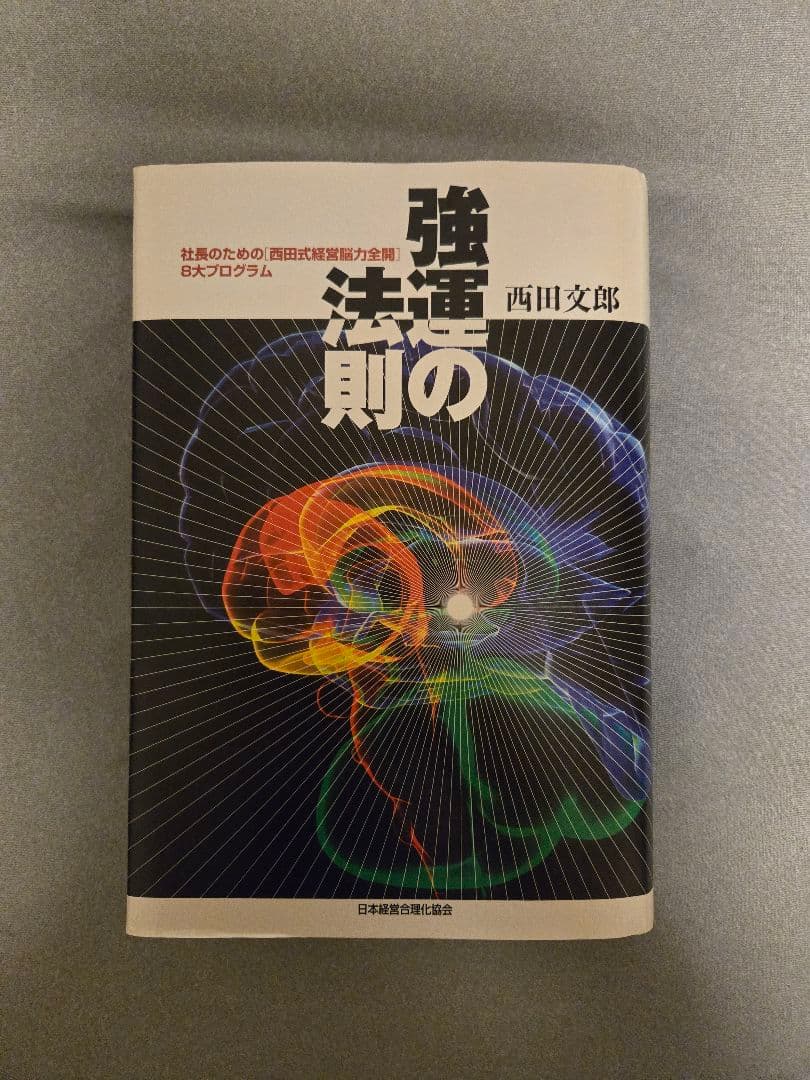 強運の
法則
社長のための[西田式経営脳力全開]
8大プログラム
西田文郎
日本経営合理化協会